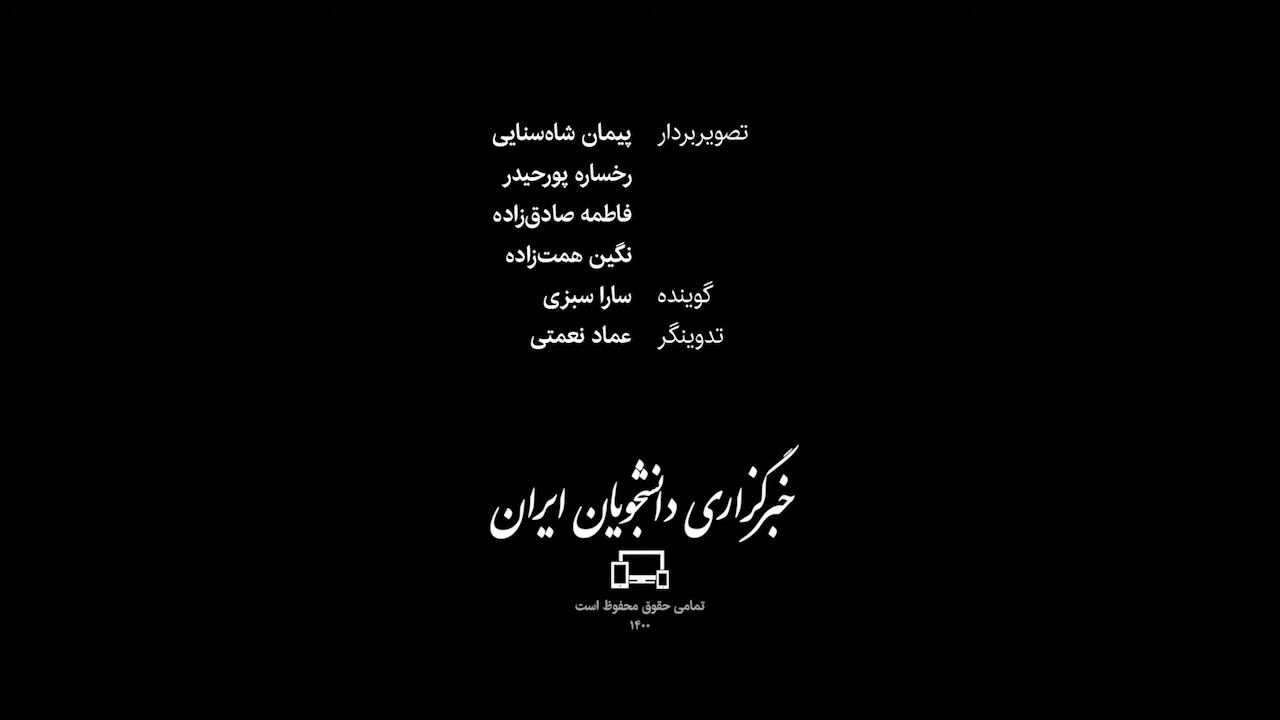 تصویربردار پیمان شاه‌سنایی
رخساره پورحیدر
فاطمه صادق‌زاده
نگین همت‌زاده
گوینده سارا سبزی
تدوینگر عماد نعمتی
خبرگزاری دانشجویان ایران
تمامی حقوق محفوظ است
۱۴۰۰